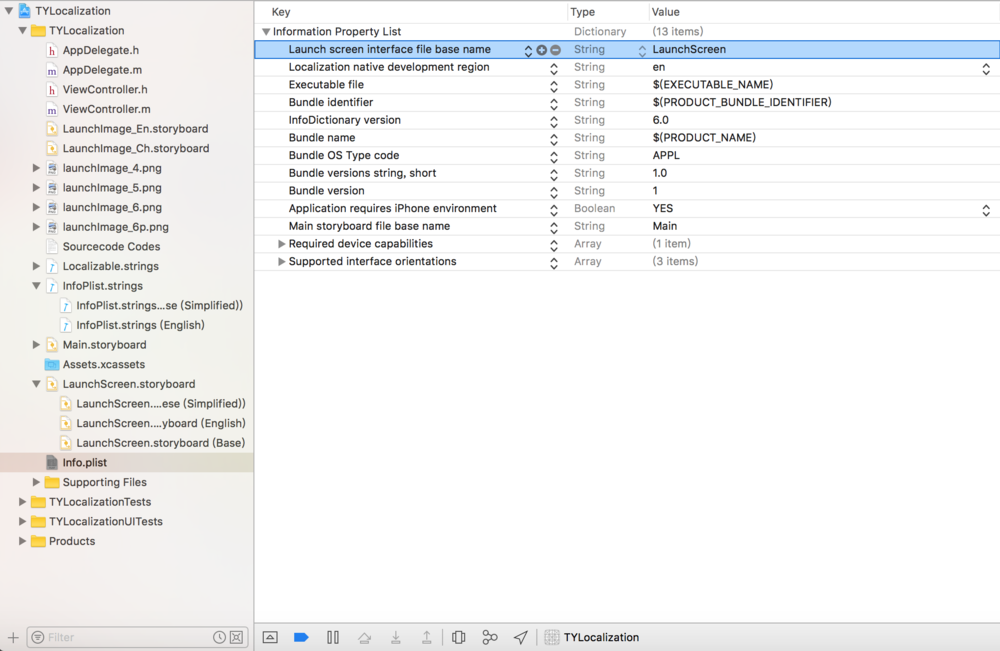 TYLocalization
TYLocalization
AppDelegate.h
AppDelegate.m
ViewController.h
ViewController.m
LaunchImage_En.storyboard
LaunchImage_Ch.storyboard
launchImage_4.png
launchImage_5.png
launchImage_6.png
launchImage_6p.png
Sourcecode Codes
Localizable.strings
InfoPlist.strings
InfoPlist.strings...se (Simplified))
InfoPlist.strings (English)
Main.storyboard
Assets.xcassets
LaunchScreen.storyboard
LaunchScreen....ese (Simplified))
LaunchScreen....yboard (English)
LaunchScreen.storyboard (Base)
Info.plist
Supporting Files
TYLocalizationTests
TYLocalizationUITests
Products
Filter
Key Type Value
Information Property List Dictionary (13 items)
Launch screen interface file base name String LaunchScreen
Localization native development region String en
Executable file String $(EXECUTABLE_NAME)
Bundle identifier String $(PRODUCT_BUNDLE_IDENTIFIER)
InfoDictionary version String 6.0
Bundle name String $(PRODUCT_NAME)
Bundle OS Type code String APPL
Bundle versions string, short String 1.0
Bundle version String 1
Application requires iPhone environment Boolean YES
Main storyboard file base name String Main
Required device capabilities Array (1 item)
Supported interface orientations Array (3 items)
TYLocalization